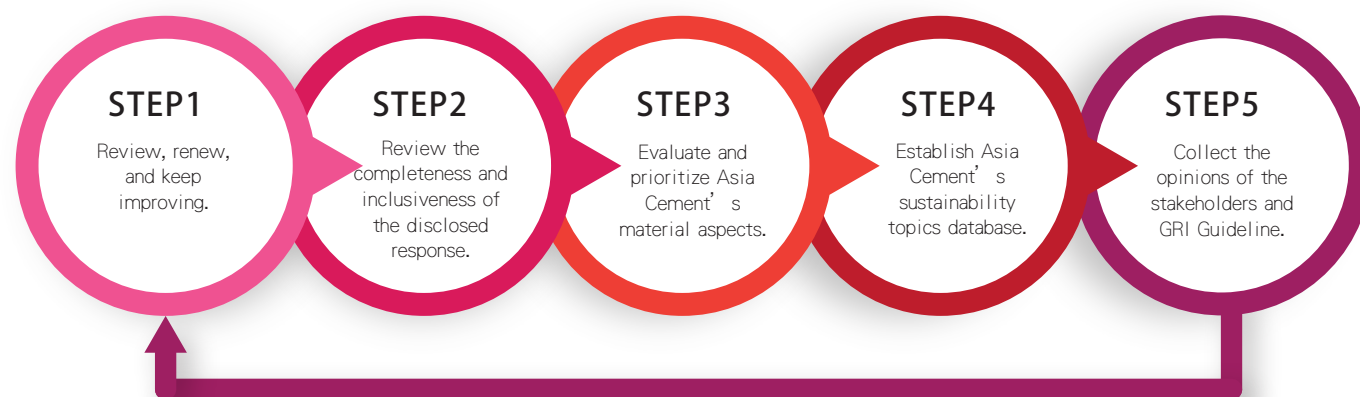 STEP1
Review, renew,
and keep
improving.
STEP2
Review the
completeness and
inclusiveness of
the disclosed
response.
STEP3
Evaluate and
prioritize Asia
Cement’ s
material aspects.
STEP4
Establish Asia
Cement’ s
sustainability
topics database.
STEP5
Collect the
opinions of the
stakeholders and
GRI Guideline.